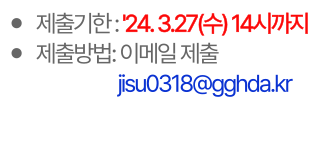 ● 제출기한 : '24. 3.27(수) 14시까지
● 제출방법: 이메일 제출
jisu0318@gghda.kr